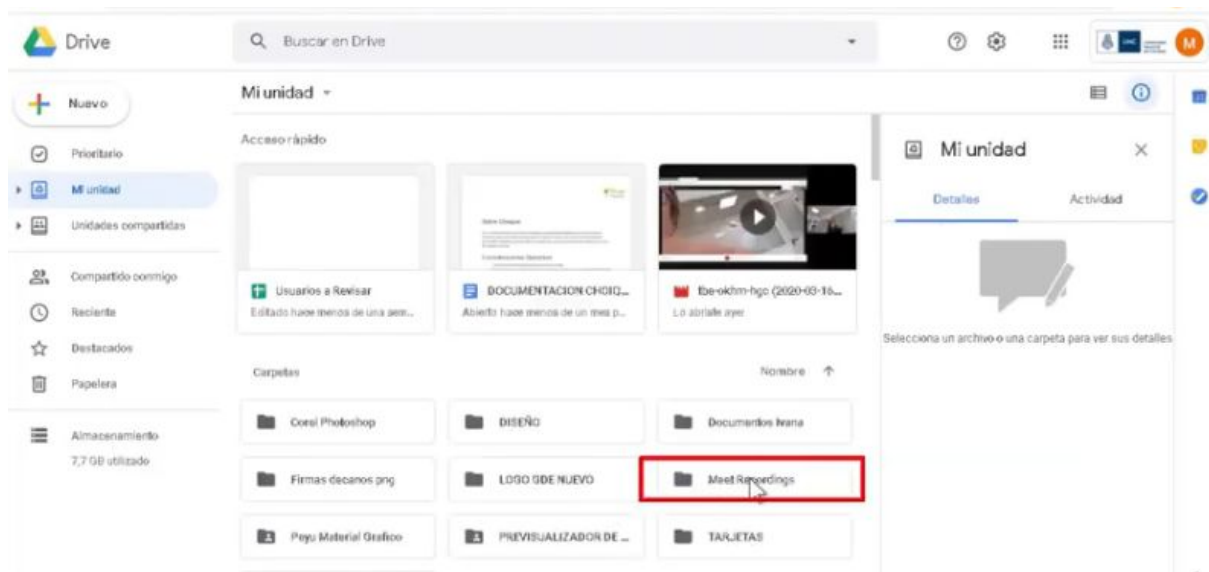 Drive
Buscar en Drive
M
Nuevo
Mi unidad
Prioritario
Mi unidad
Unidades compartidas
Compartido conmigo
Reciente
Destacados
Papelera
Almacenamiento
7,7 GB utilizado
Acceso rápido
Usuarios a Revisar
Editado hace menos de una sem...
DOCUMENTACION CHOIQ...
Abierto hace menos de un mes p...
(2020-03-16...
Lo abriste ayer
Carpetas
Nombre
Corel Photoshop
DISEÑO
Documentos Ivana
Firmas decanos png
LOGO GDE NUEVO
Meet Recordings
Peyu Material Grafico
PREVISUALIZADOR DE ...
TARJETAS
Mi unidad
Detalles
Actividad
Selecciona un archivo o una carpeta para ver sus detalles